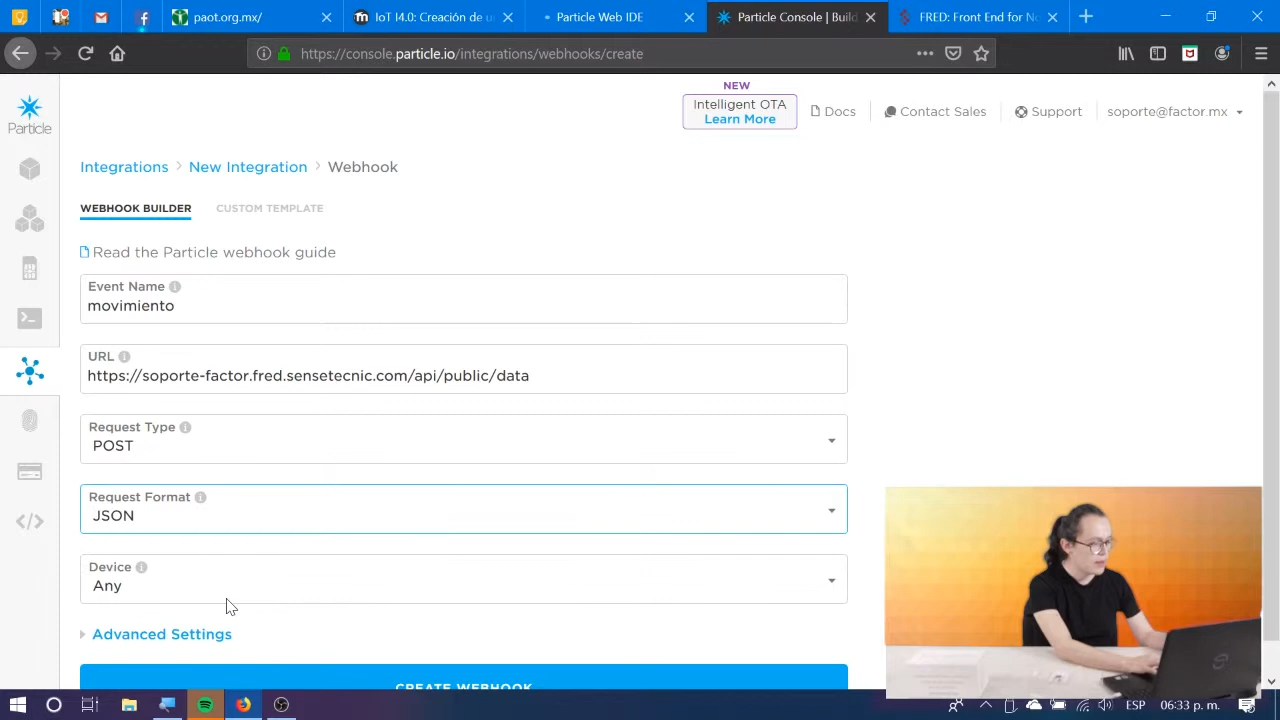 paot.org.mx/
IoT I4.0: Creación de u
Particle Web IDE
Particle Console | Build
FRED: Front End for No
https://console.particle.io/integrations/webhooks/create
NEW
Intelligent OTA
Learn More
Docs
Contact Sales
Support
soporte@factor.mx
Particle
Integrations > New Integration > Webhook
WEBHOOK BUILDER
CUSTOM TEMPLATE
Read the Particle webhook guide
Event Name
movimiento
URL
https://soporte-factor.fred.sensetecnic.com/api/public/data
Request Type
POST
Request Format
JSON
Device
Any
Advanced Settings
CREATE WEBHOOK
ESP
06:33 p. m.